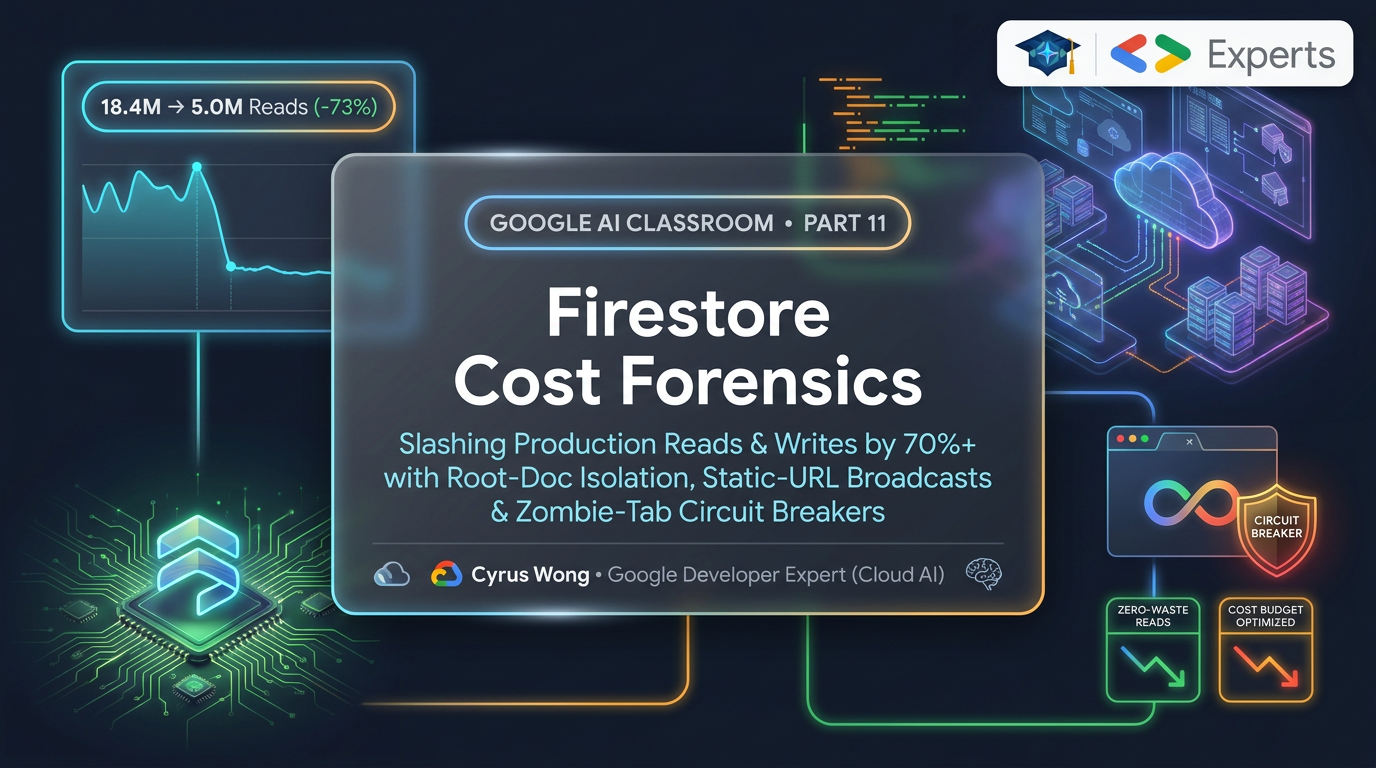 Experts
18.4M → 5.0M Reads (-73%)
GOOGLE AI CLASSROOM • PART 11
Firestore
Cost Forensics
Slashing Production Reads & Writes by 70%+
with Root-Doc Isolation, Static-URL Broadcasts
& Zombie-Tab Circuit Breakers
Cyrus Wong • Google Developer Expert (Cloud AI)
CIRCUIT
BREAKER
ZERO-WASTE
READS
COST BUDGET
OPTIMIZED